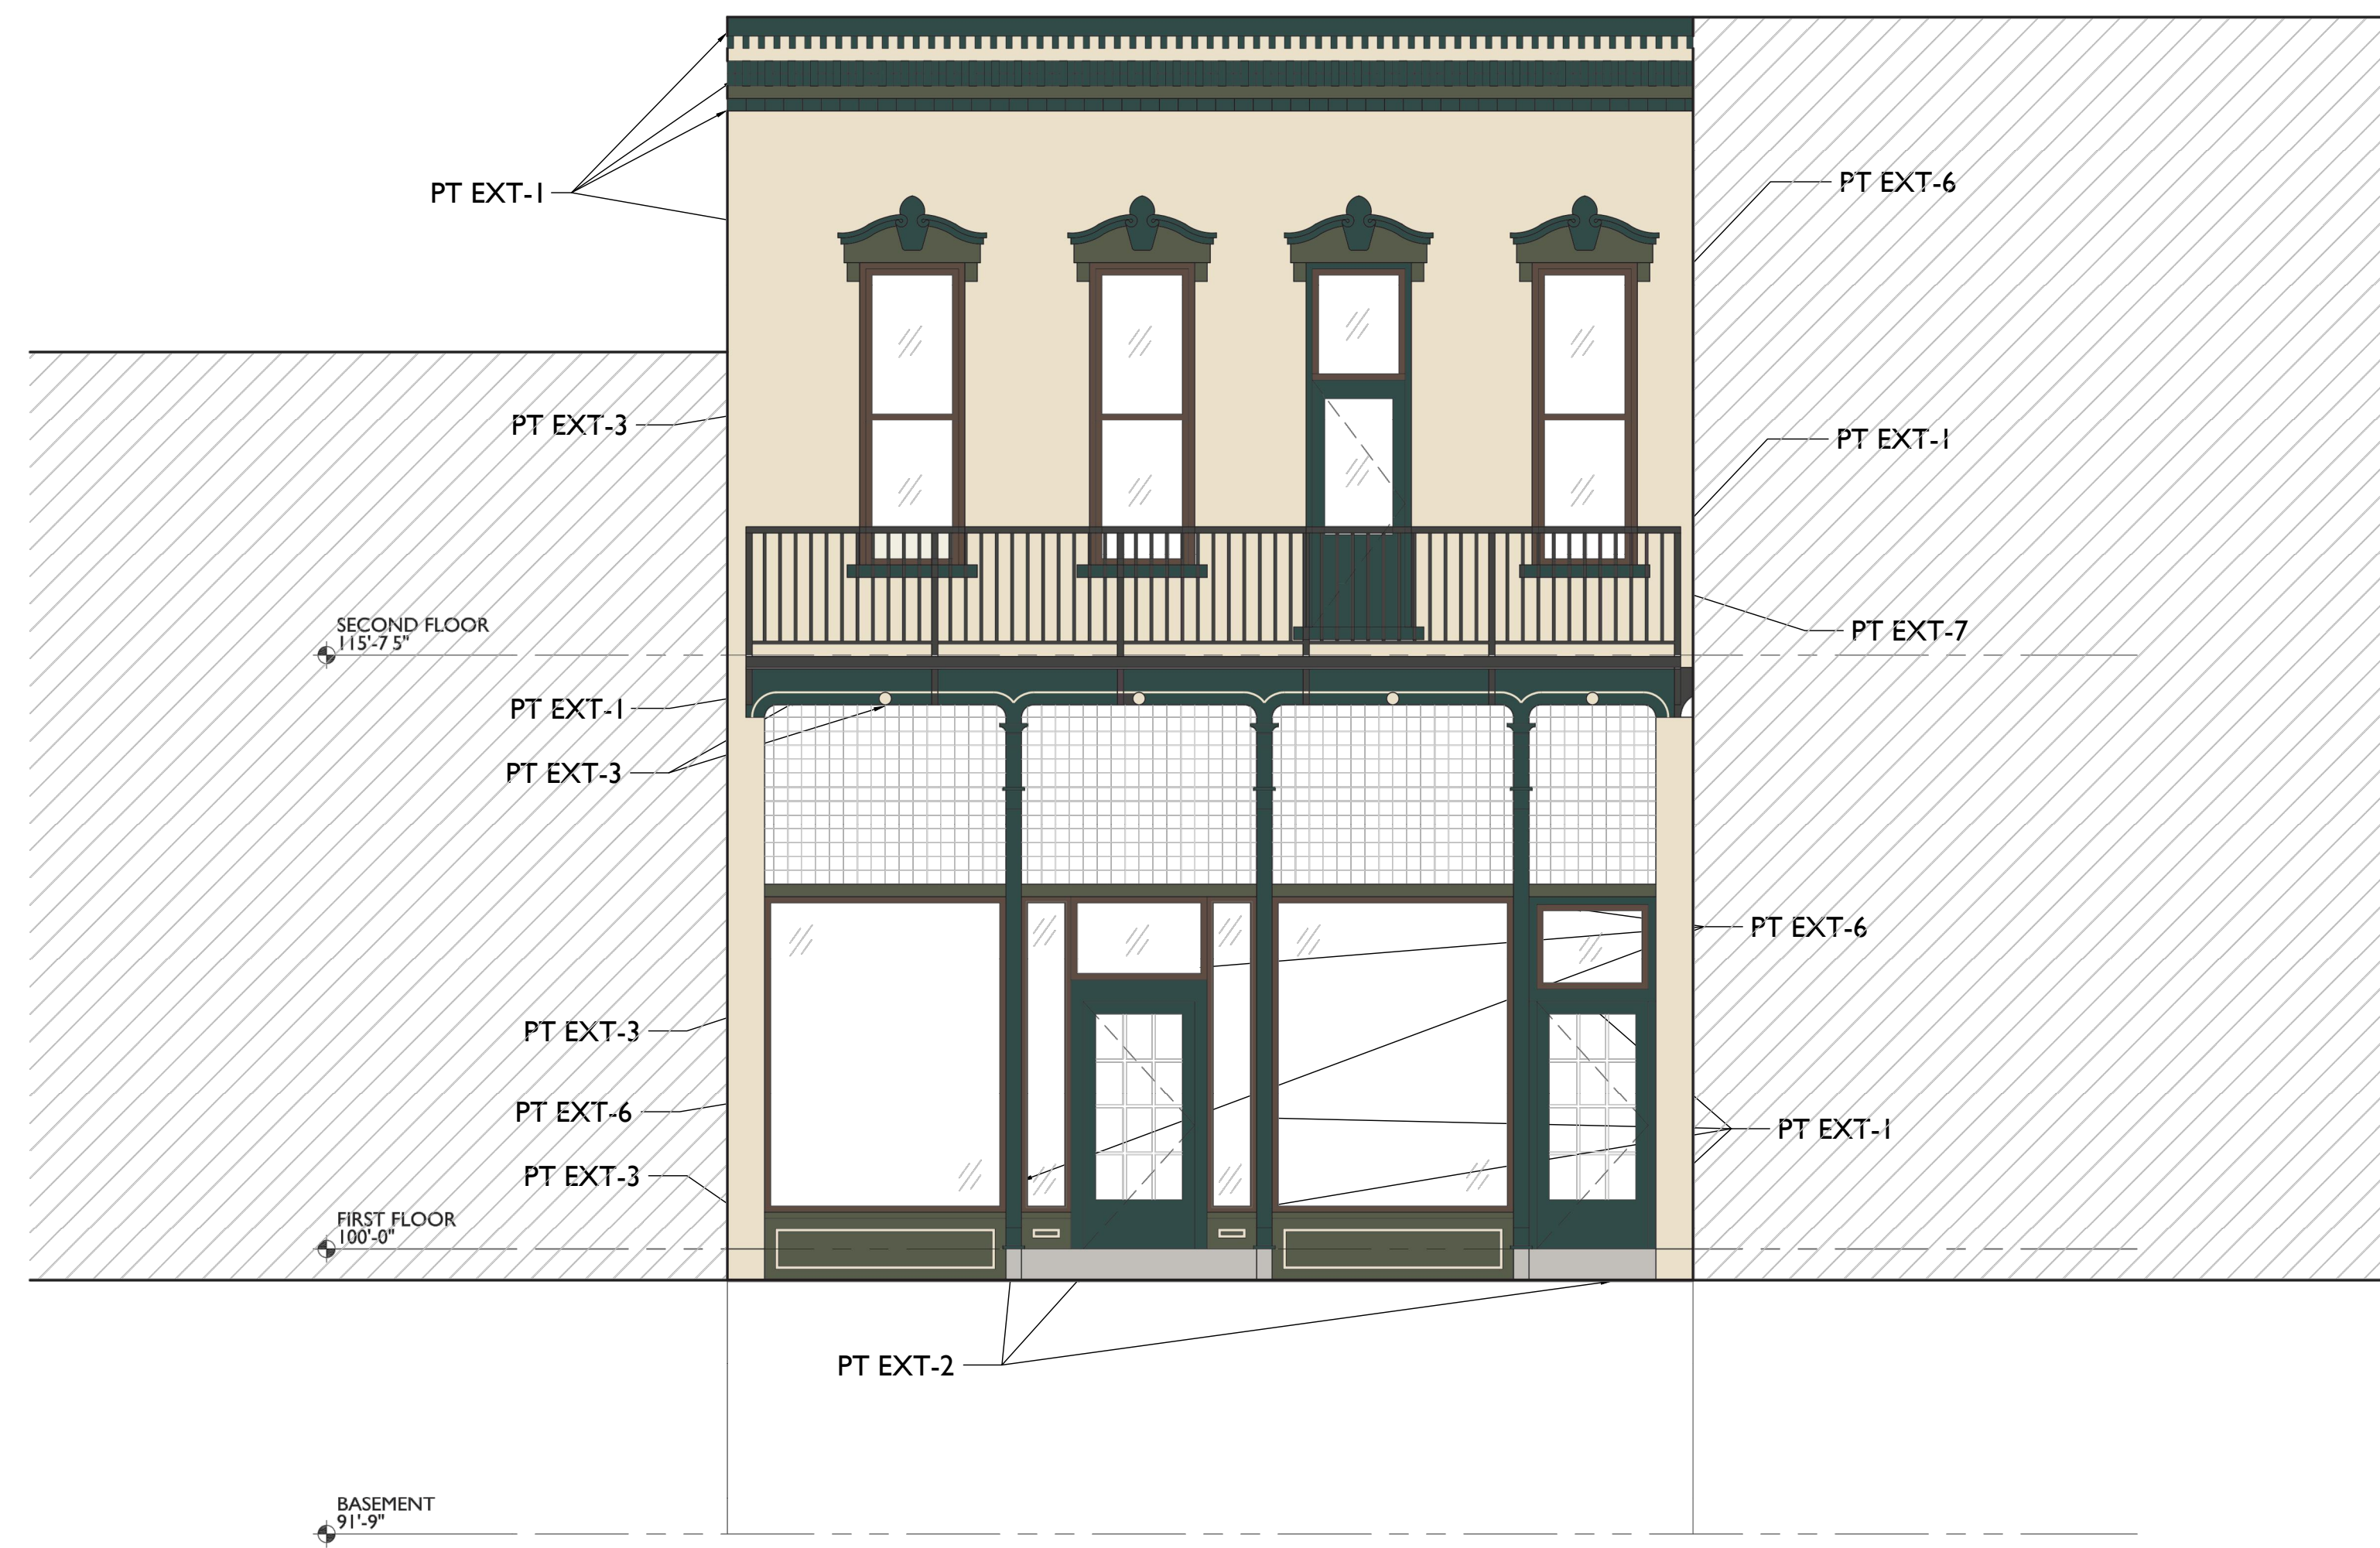 PT EXT-1
PT EXT-6
PT EXT-3
PT EXT-1
SECOND FLOOR
115'-7 5"
PT EXT-7
PT EXT-1
PT EXT-3
PT EXT-6
PT EXT-3
PT EXT-6
PT EXT-1
PT EXT-3
FIRST FLOOR
100'-0"
PT EXT-2
BASEMENT
91'-9"